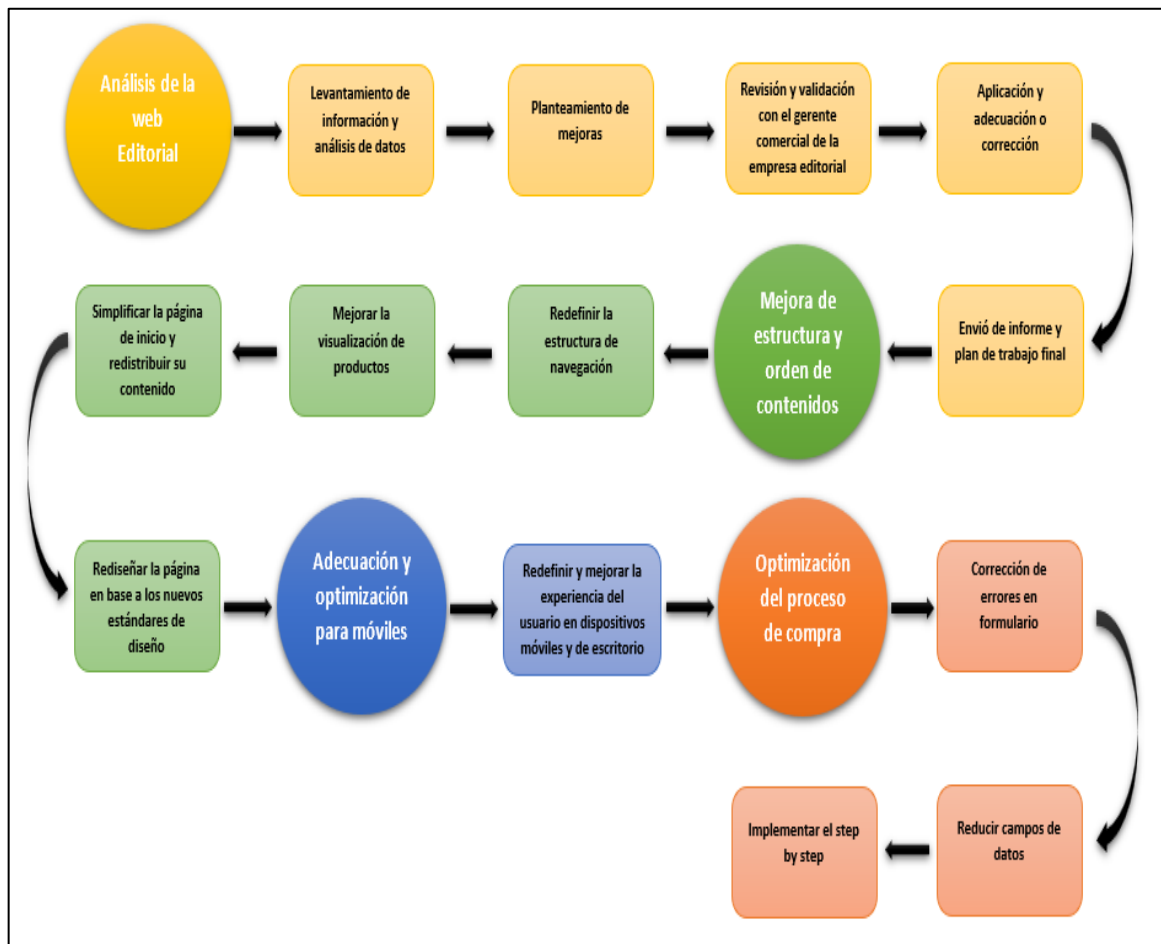 Análisis de la
web
Editorial
Levantamiento de
información y
análisis de datos
Planteamiento de
mejoras
Revisión y validación
con el gerente
comercial de la
empresa editorial
Aplicación y
adecuación o
corrección
Envió de informe y
plan de trabajo final
Mejora de
estructura y
orden de
contenidos
Redefinir la
estructura de
navegación
Mejorar la
visualización de
productos
Simplificar la página
de inicio y
redistribuir su
contenido
Rediseñar la página
en base a los nuevos
estándares de
diseño
Adecuación y
optimización
para móviles
Redefinir y mejorar la
experiencia del
usuario en dispositivos
móviles y de escritorio
Optimización
del proceso
de compra
Corrección de
errores en
formulario
Reducir campos de
datos
Implementar el step
by step